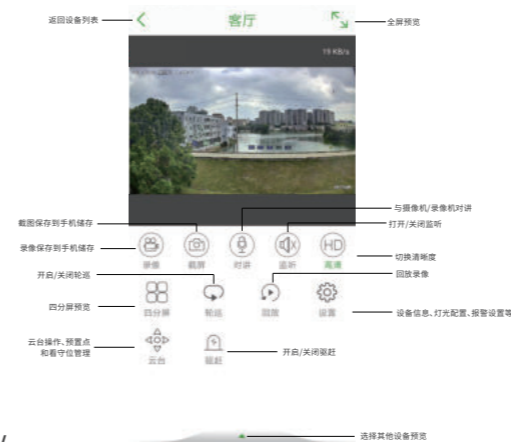 返回设备列表
客厅
全屏预览
19 KB/s
与摄像机/录像机对讲
截图保存到手机储存
打开/关闭监听
录像保存到手机储存
录像
截屏
对讲
监听
HD
高清
切换清晰度
开启/关闭轮巡
回放录像
四分屏预览
四分屏
轮巡
回放
设置
设备信息、灯光配置、报警设置等
云台操作、预置点
和看守位管理
云台
驱赶
开启/关闭驱赶
选择其他设备预览